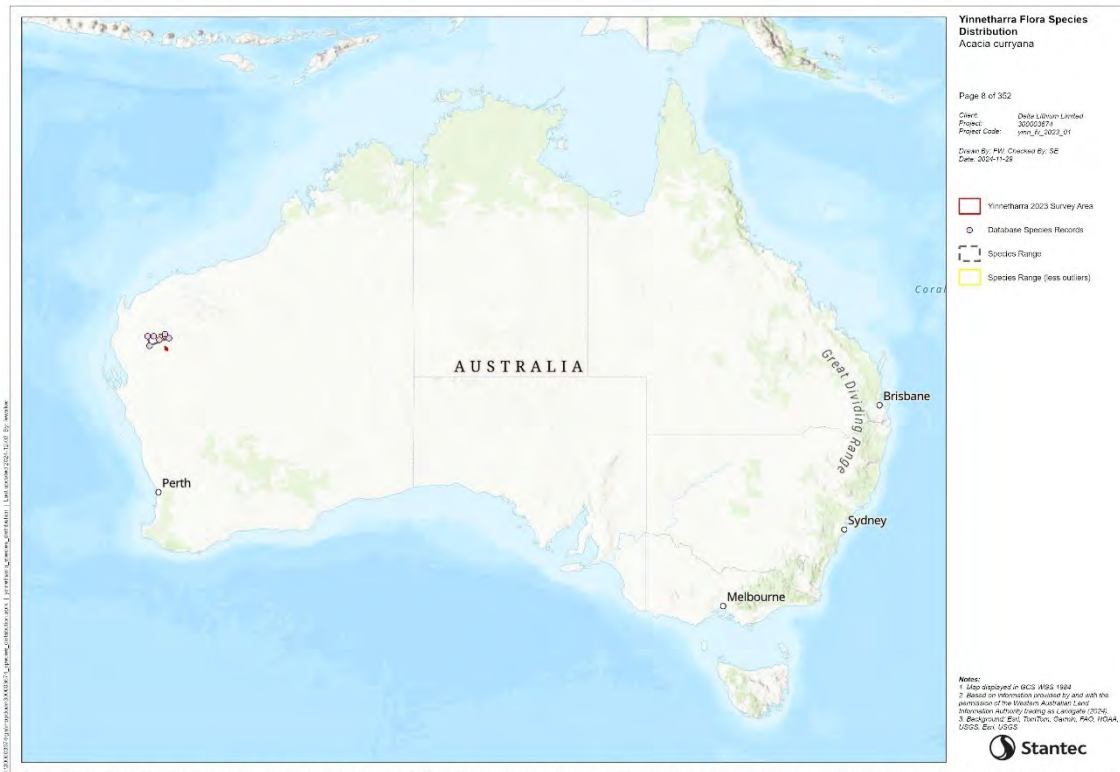 Yinnetharra Flora Species
Distribution
Acacia curryana
Page 8 of 352
Client: Delta Lithium Limited
Project: 300003674
Project Code: ymn_fv_2023_01
Drawn By: FW, Checked By: SE
Date: 2024-11-29
Yinnetharra 2023 Survey Area
Database Species Records
Species Range
Species Range (less outliers)
Coral
AUSTRALIA
Great Dividing Range
Brisbane
Perth
Sydney
Melbourne
Notes:
1. Map displayed in GCS WGS 1984
2. Based on information provided by and with the
permission of the Western Australian Land
Information Authority trading as Landgate (2024).
3. Background: Esri, TomTom, Garmin, FAO, NOAA,
USGS, Esri, USGS
Stantec